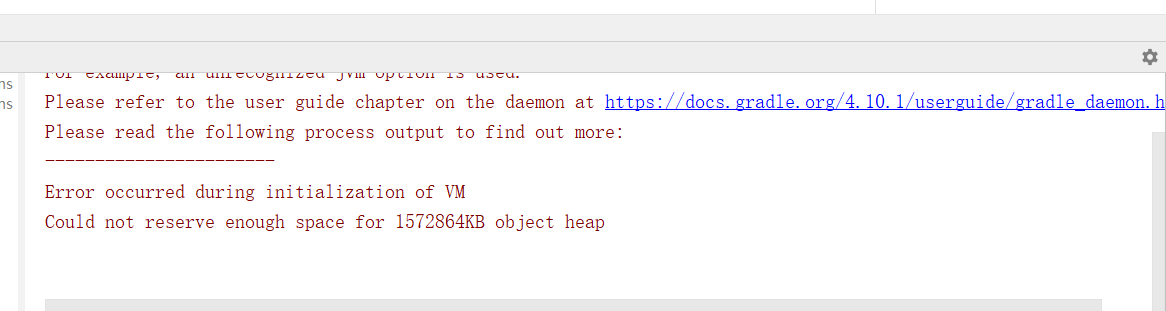 ns
For example, an unrecognized jvm option is used.
ns
Please refer to the user guide chapter on the daemon at https://docs.gradle.org/4.10.1/userguide/gradle_daemon.h
Please read the following process output to find out more:
-----------------------
Error occurred during initialization of VM
Could not reserve enough space for 1572864KB object heap